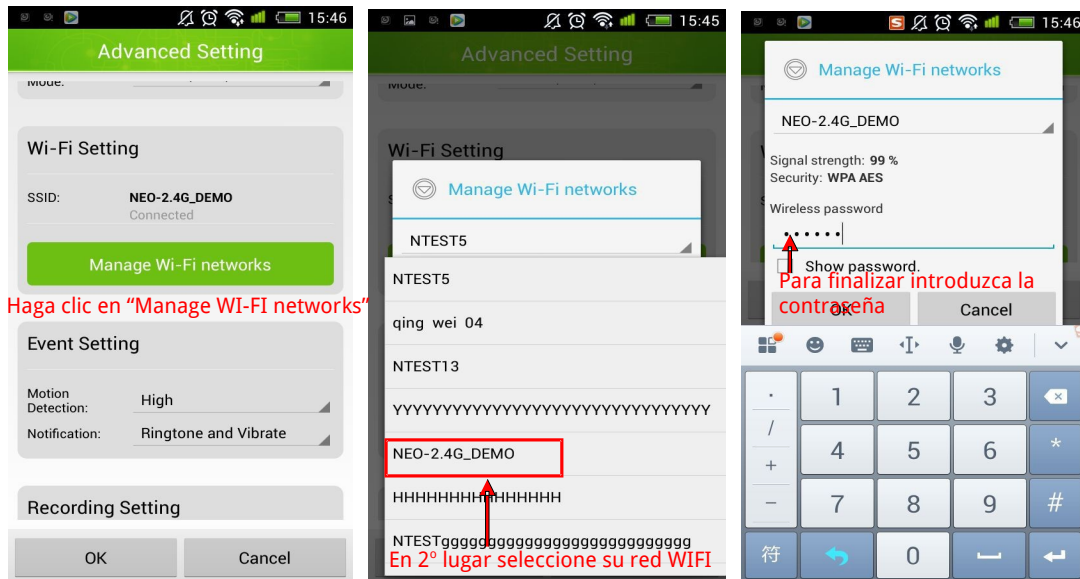 15:46
Advanced Setting
Mode:
Wi-Fi Setting
SSID: NEO-2.4G_DEMO
Connected
Manage Wi-Fi networks
Haga clic en “Manage WI-FI networks”
Event Setting
Motion
Detection: High
Notification: Ringtone and Vibrate
Recording Setting
OK Cancel
15:45
Advanced Setting
Mode:
Wi-Fi Setting
Manage Wi-Fi networks
NTEST5
NTEST5
qing wei 04
NTEST13
YYYYYYYYYYYYYYYYYYYYYYYYYYYYYYYY
NEO-2.4G_DEMO
HHHHHHHHHHHHHHHH
En 2º lugar seleccione su red WIFI
15:46
Manage Wi-Fi networks
NEO-2.4G_DEMO
Signal strength: 99 %
Security: WPA AES
Wireless password
••••••
Show password.
Para finalizar introduzca la
contraseña
OK Cancel
. 1 2 3
/
+ 4 5 6 *
- 7 8 9 #
符 0